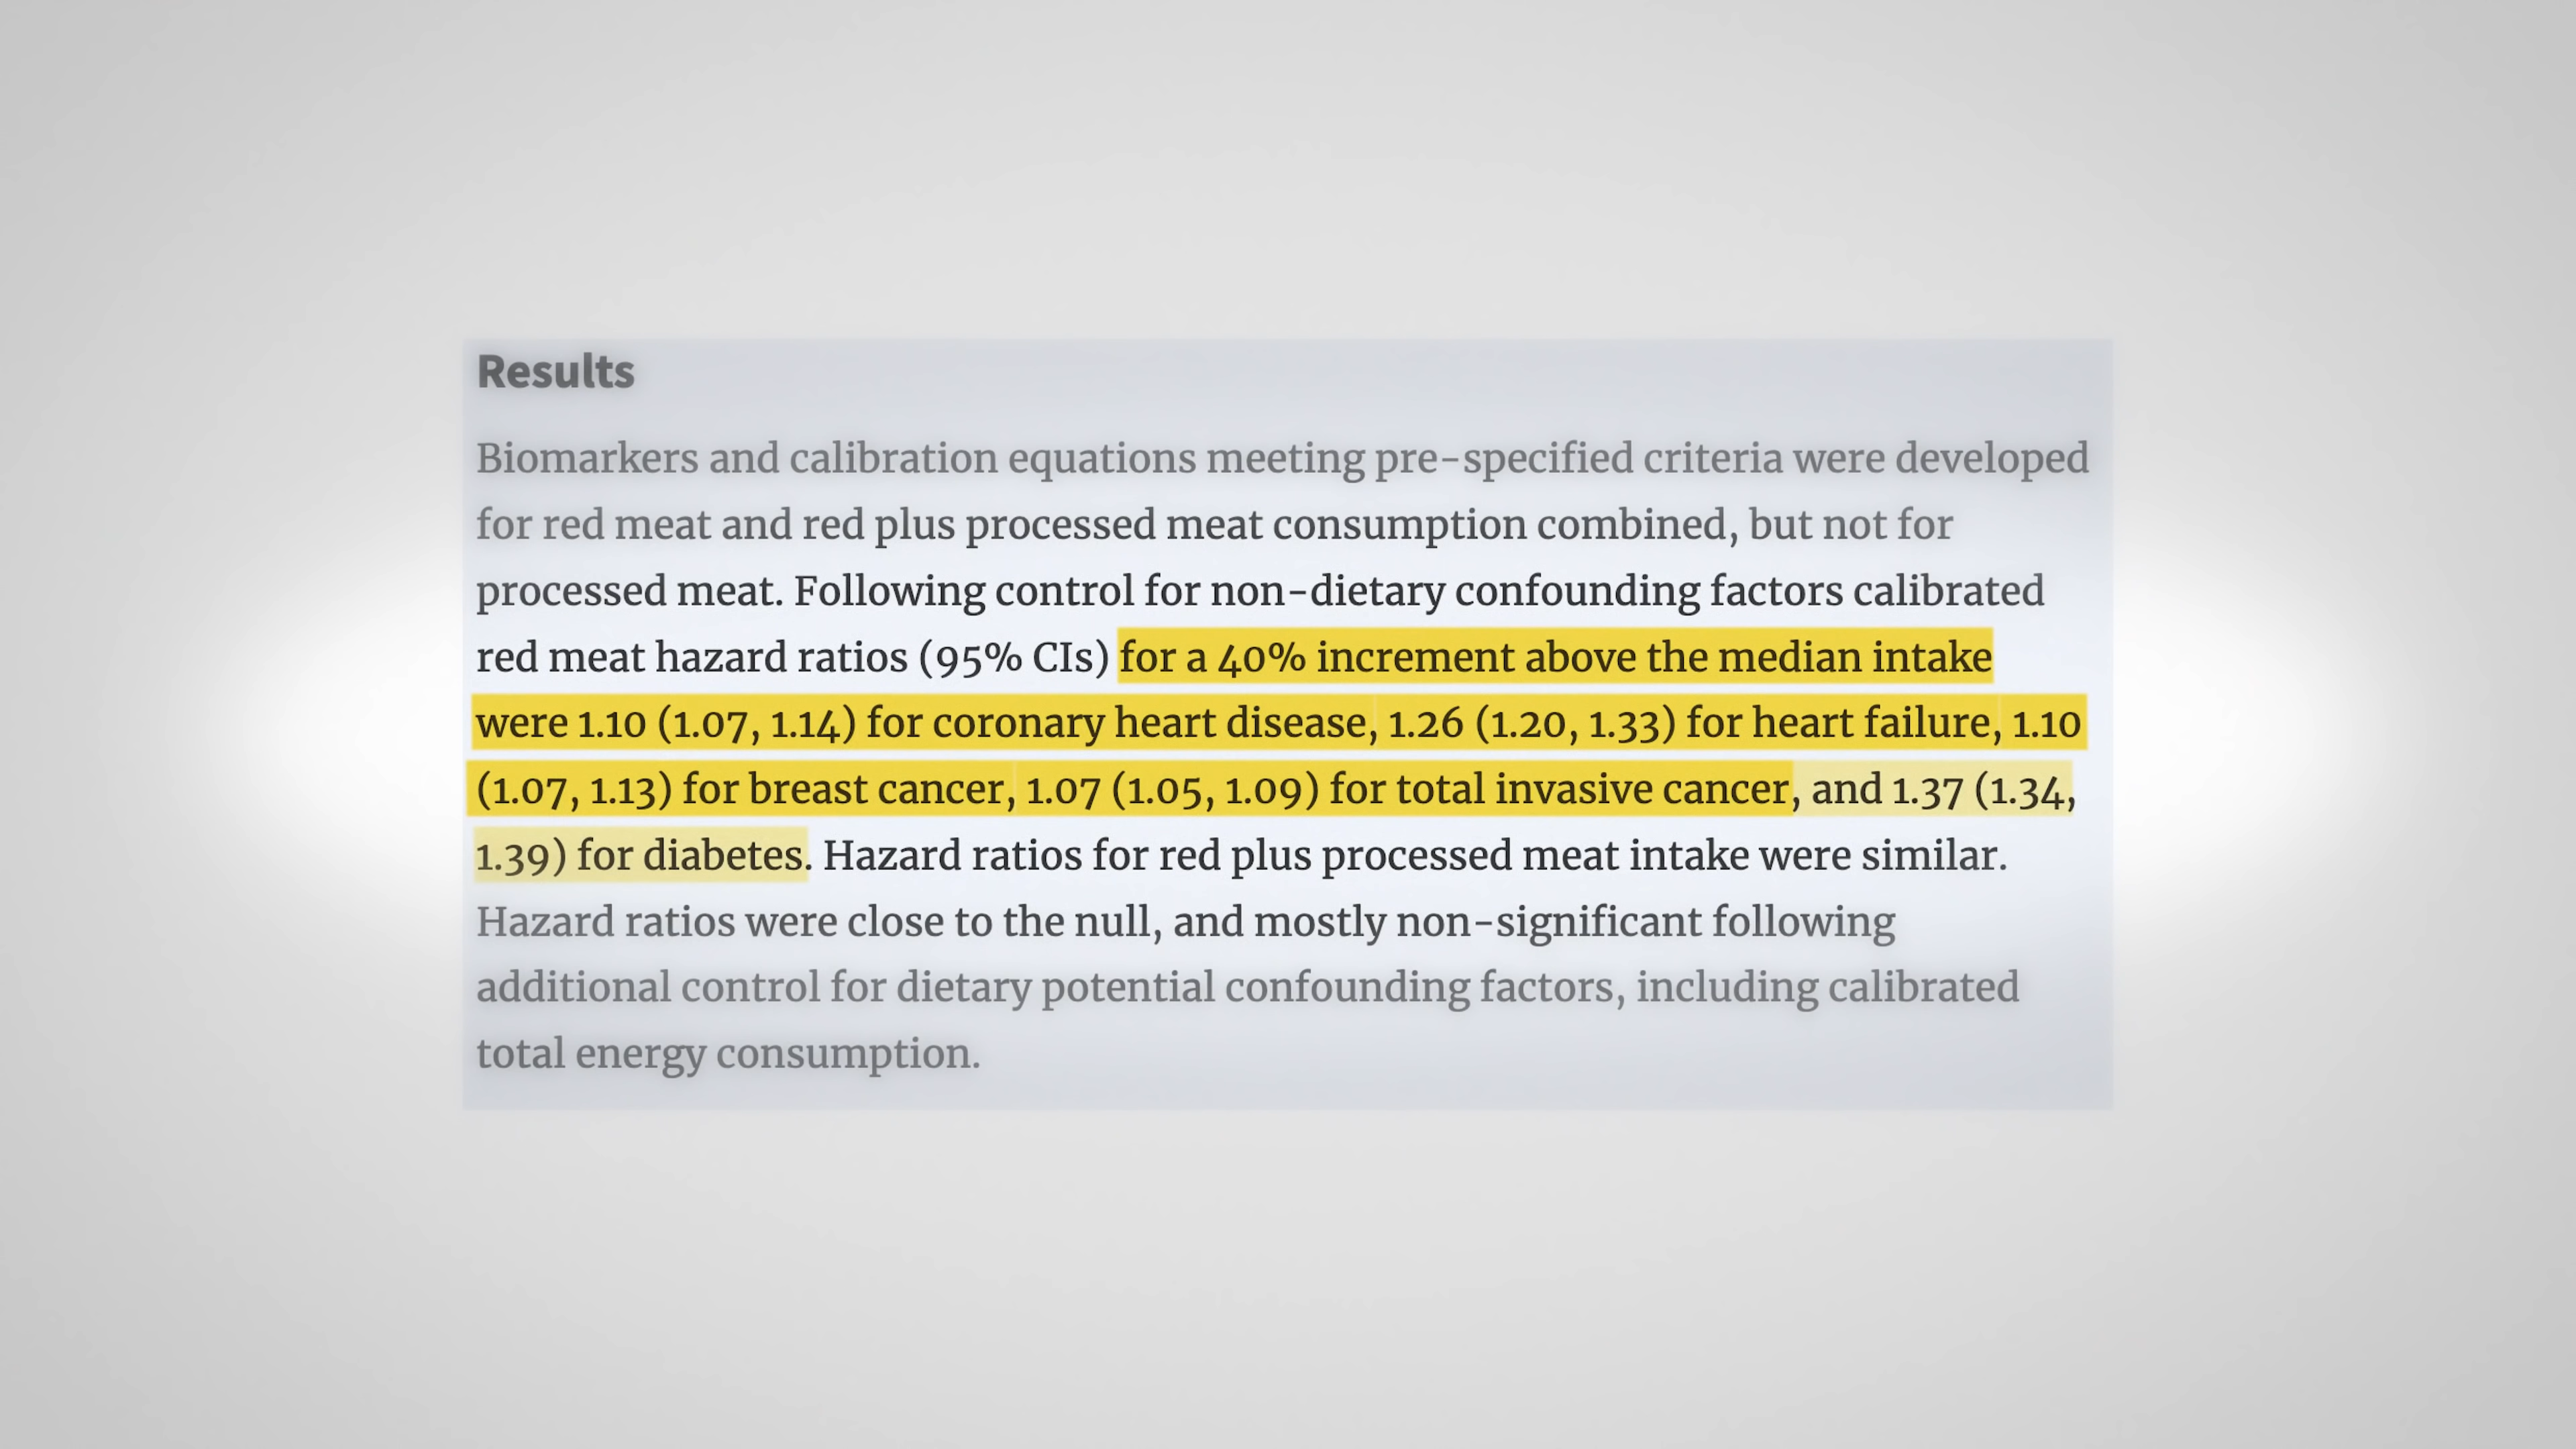 Results
Biomarkers and calibration equations meeting pre-specified criteria were developed
for red meat and red plus processed meat consumption combined, but not for
processed meat. Following control for non-dietary confounding factors calibrated
red meat hazard ratios (95% CIs) for a 40% increment above the median intake
were 1.10 (1.07, 1.14) for coronary heart disease, 1.26 (1.20, 1.33) for heart failure, 1.10
(1.07, 1.13) for breast cancer, 1.07 (1.05, 1.09) for total invasive cancer, and 1.37 (1.34,
1.39) for diabetes. Hazard ratios for red plus processed meat intake were similar.
Hazard ratios were close to the null, and mostly non-significant following
additional control for dietary potential confounding factors, including calibrated
total energy consumption.